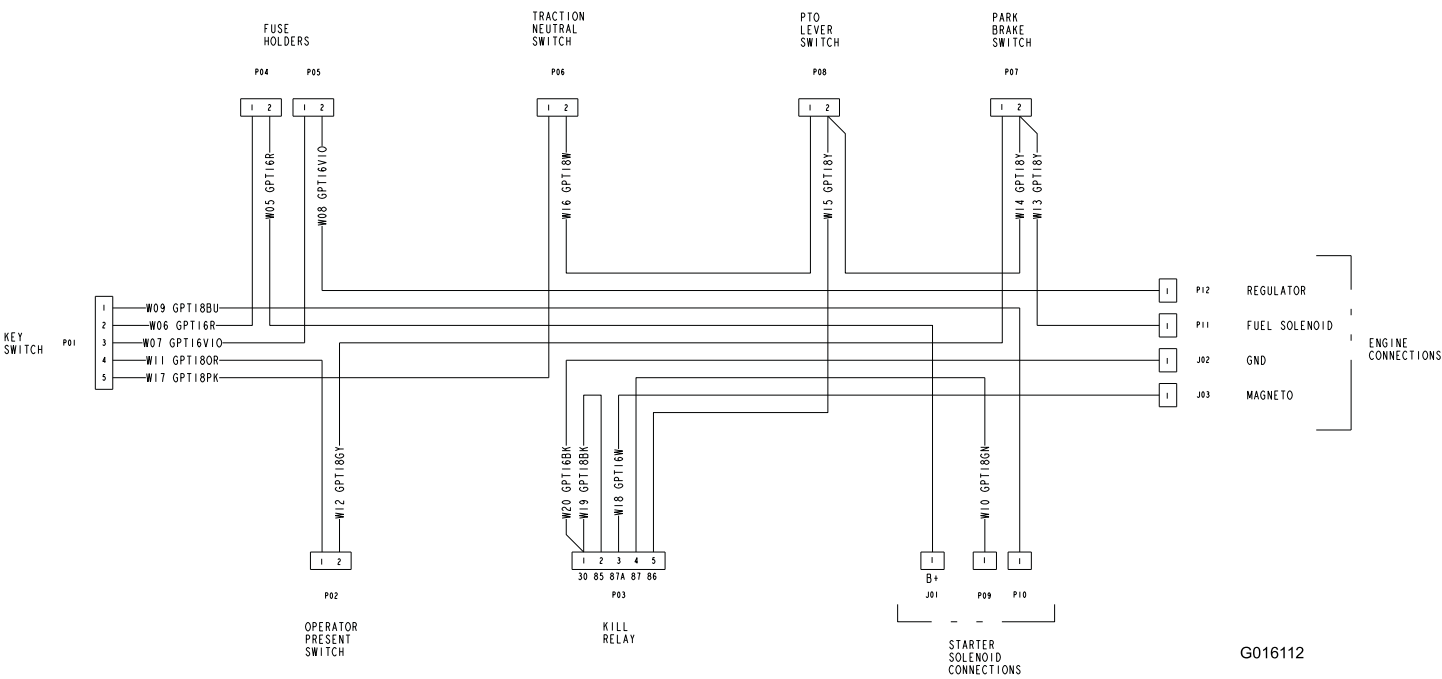 FUSE
HOLDERS
TRACTION
NEUTRAL
SWITCH
PTO
LEVER
SWITCH
PARK
BRAKE
SWITCH
P04
P05
P06
P08
P07
1 2
1 2
1 2
1 2
1 2
W05 GPT16R
W08 GPT16VIO
W16 GPT18W
W15 GPT18Y
W14 GPT18Y
W13 GPT18Y
KEY
SWITCH
P01
1
2
3
4
5
W09 GPT18BU
W06 GPT16R
W07 GPT16VIO
W11 GPT18OR
W17 GPT18PK
1 P12 REGULATOR
1 P11 FUEL SOLENOID
1 J02 GND
1 J03 MAGNETO
ENGINE
CONNECTIONS
W12 GPT18GY
W20 GPT16BK
W19 GPT18BK
W18 GPT16W
W10 GPT18GN
1 2
P02
OPERATOR
PRESENT
SWITCH
1 2 3 4 5
30 85 87A 87 86
P03
KILL
RELAY
1
1
1
B+
J01
P09
P10
STARTER
SOLENOID
CONNECTIONS
G016112